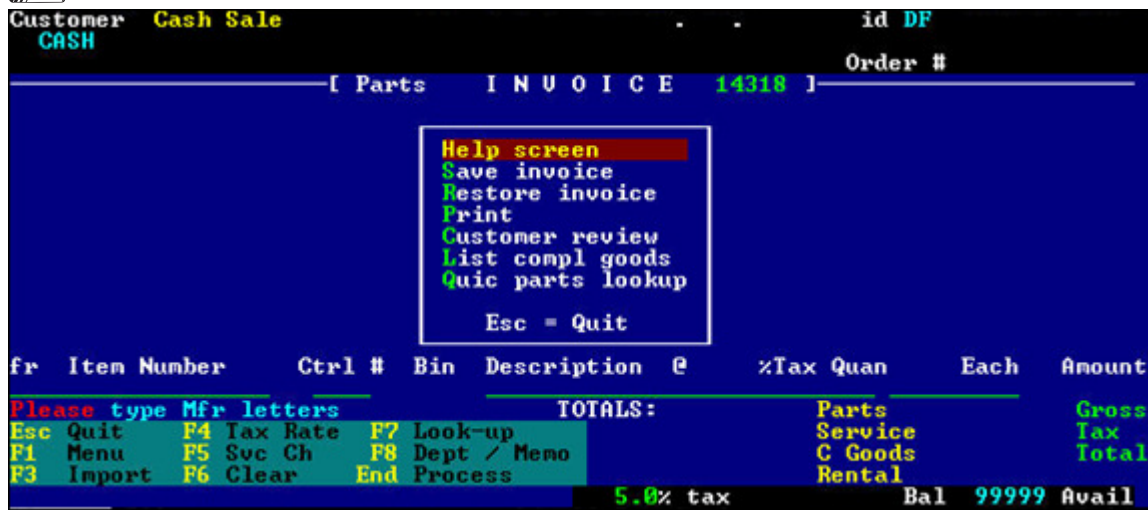 Customer Cash Sale . . id DF
CASH
Order #
[ Parts I N V O I C E 14318 ]
Help screen
Save invoice
Restore invoice
Print
Customer review
List compl goods
Quic parts lookup
Esc = Quit
fr Item Number Ctrl # Bin Description @ %Tax Quan Each Amount
Please type Mfr letters TOTALS: Parts Gross
Esc Quit F4 Tax Rate F7 Look-up Service Tax
F1 Menu F5 Svc Ch F8 Dept / Memo C Goods Total
F3 Import F6 Clear End Process Rental
5.0% tax Bal 99999 Avail